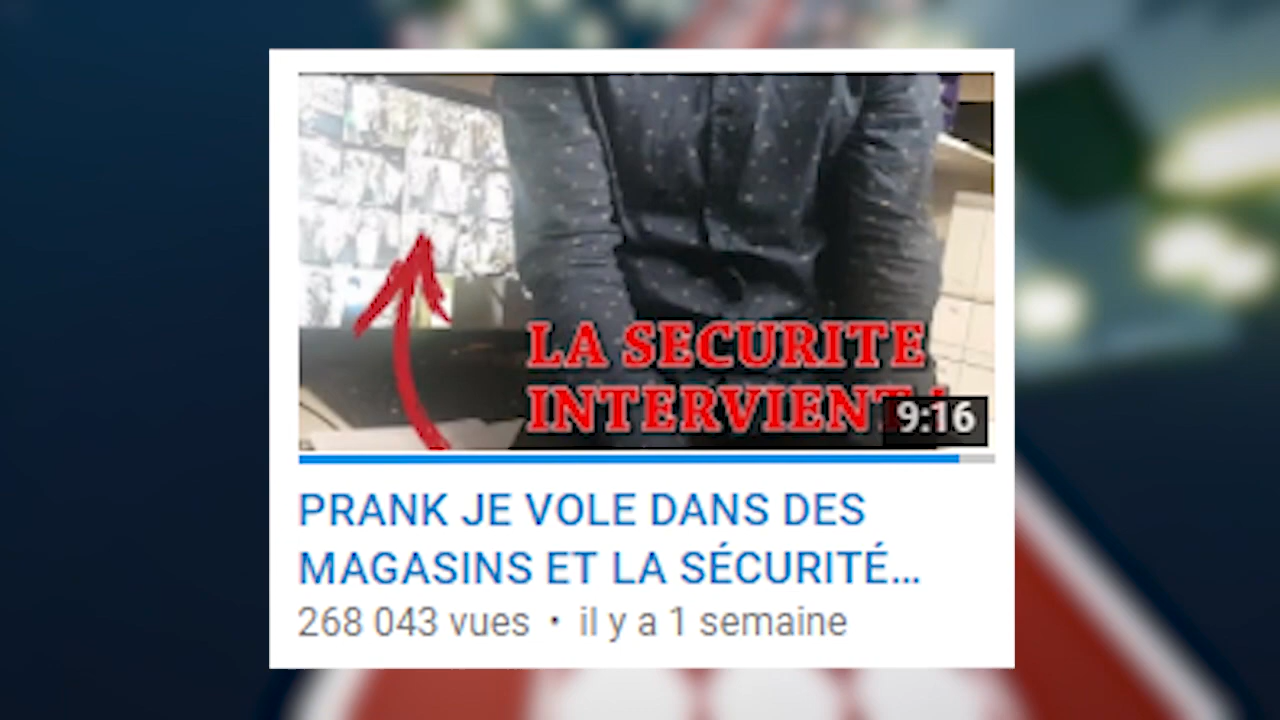 LA SECURITE
INTERVIENT !
9:16
PRANK JE VOLE DANS DES
MAGASINS ET LA SÉCURITÉ...
268 043 vues • il y a 1 semaine